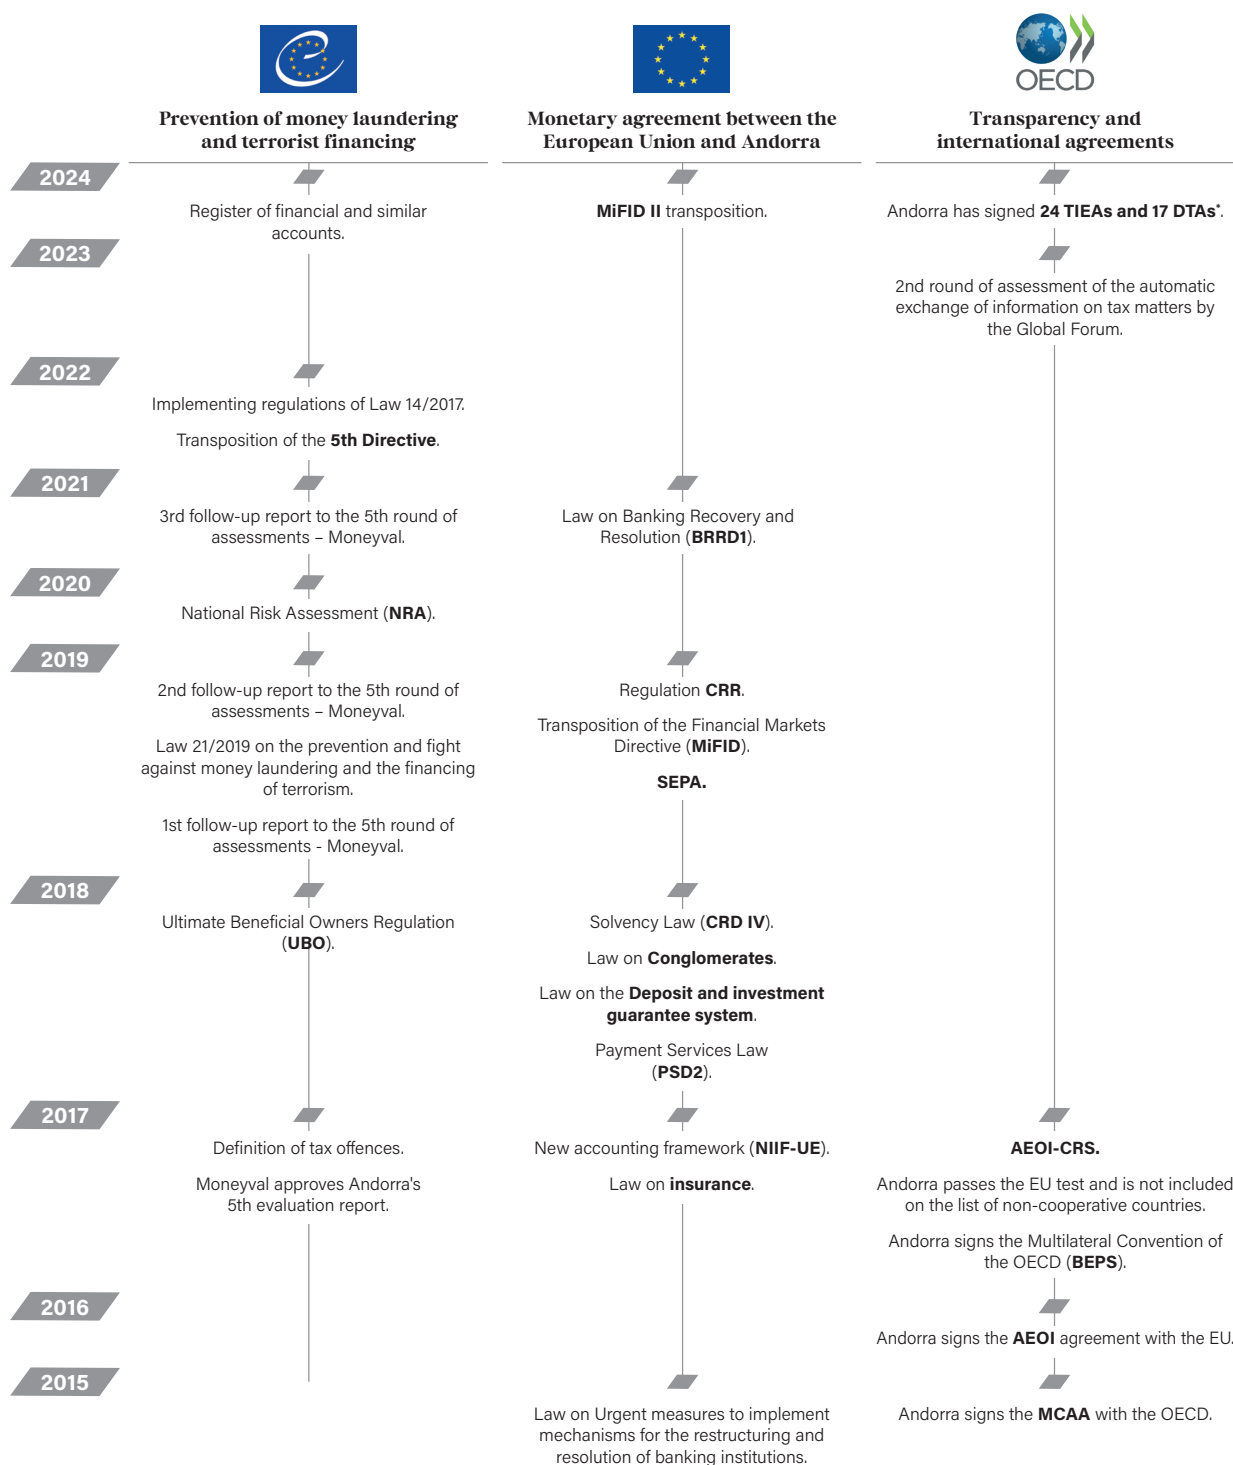 OECD
Prevention of money laundering
and terrorist financing
Monetary agreement between the
European Union and Andorra
Transparency and
international agreements
2024
Register of financial and similar
accounts.
MiFID II transposition.
Andorra has signed 24 TIEAs and 17 DTAs*.
2023
2nd round of assessment of the automatic
exchange of information on tax matters by
the Global Forum.
2022
Implementing regulations of Law 14/2017.
Transposition of the 5th Directive.
2021
3rd follow-up report to the 5th round of
assessments – Moneyval.
Law on Banking Recovery and
Resolution (BRRD1).
2020
National Risk Assessment (NRA).
2019
2nd follow-up report to the 5th round of
assessments – Moneyval.
Law 21/2019 on the prevention and fight
against money laundering and the financing
of terrorism.
1st follow-up report to the 5th round of
assessments - Moneyval.
Regulation CRR.
Transposition of the Financial Markets
Directive (MiFID).
SEPA.
2018
Ultimate Beneficial Owners Regulation
(UBO).
Solvency Law (CRD IV).
Law on Conglomerates.
Law on the Deposit and investment
guarantee system.
Payment Services Law
(PSD2).
2017
Definition of tax offences.
Moneyval approves Andorra's
5th evaluation report.
New accounting framework (NIIF-UE).
Law on insurance.
AEOI-CRS.
Andorra passes the EU test and is not included
on the list of non-cooperative countries.
Andorra signs the Multilateral Convention of
the OECD (BEPS).
2016
Andorra signs the AEOI agreement with the EU.
2015
Law on Urgent measures to implement
mechanisms for the restructuring and
resolution of banking institutions.
Andorra signs the MCAA with the OECD.